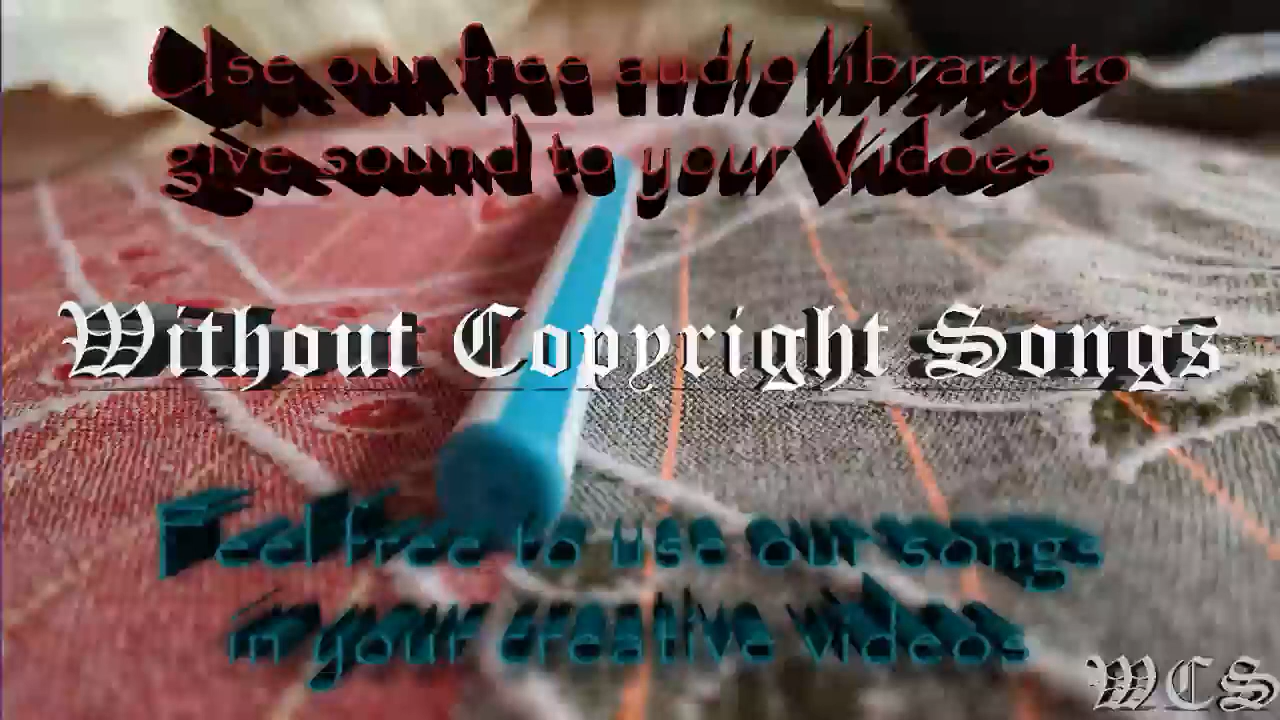 Use our free audio library to
give sound to your Vidoes
Without Copyright Songs
Feel free to use our songs
in your creative videos
WCS